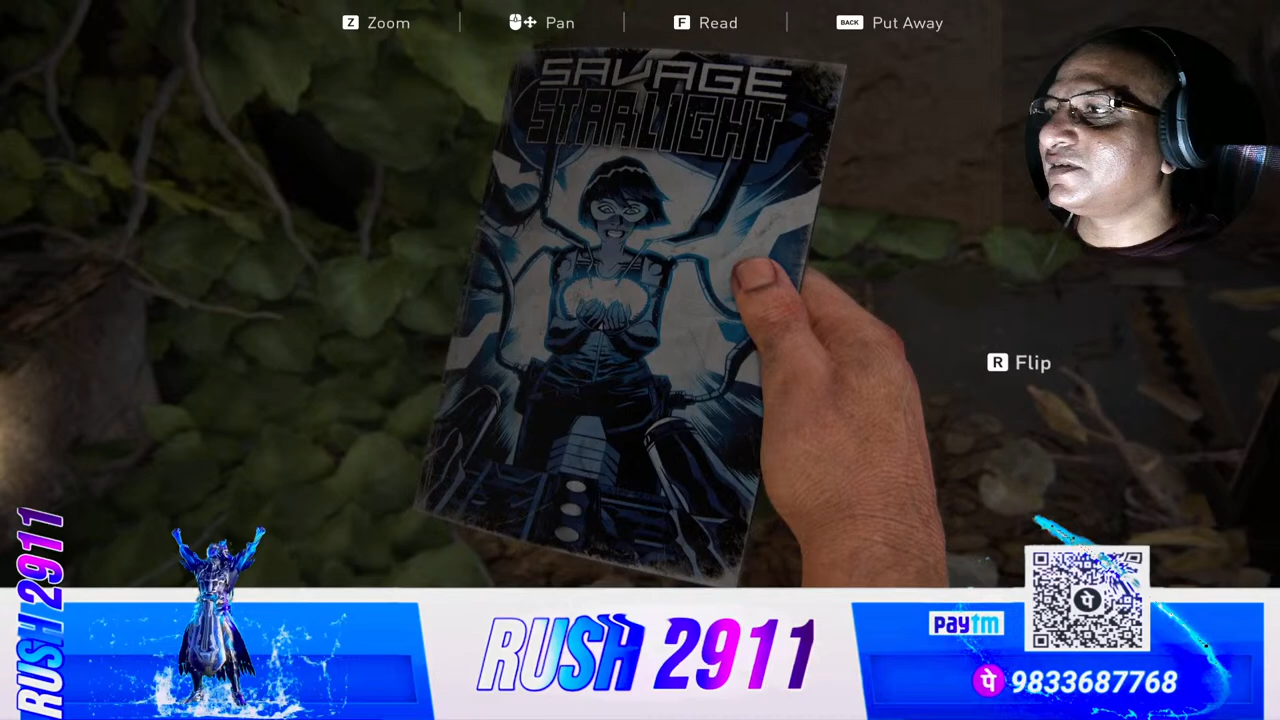 Z Zoom
Pan
F Read
BACK Put Away
SAVAGE
STARLIGHT
R Flip
RUSH 2911
RUSH 2911
paytm
पे
पे 9833687768